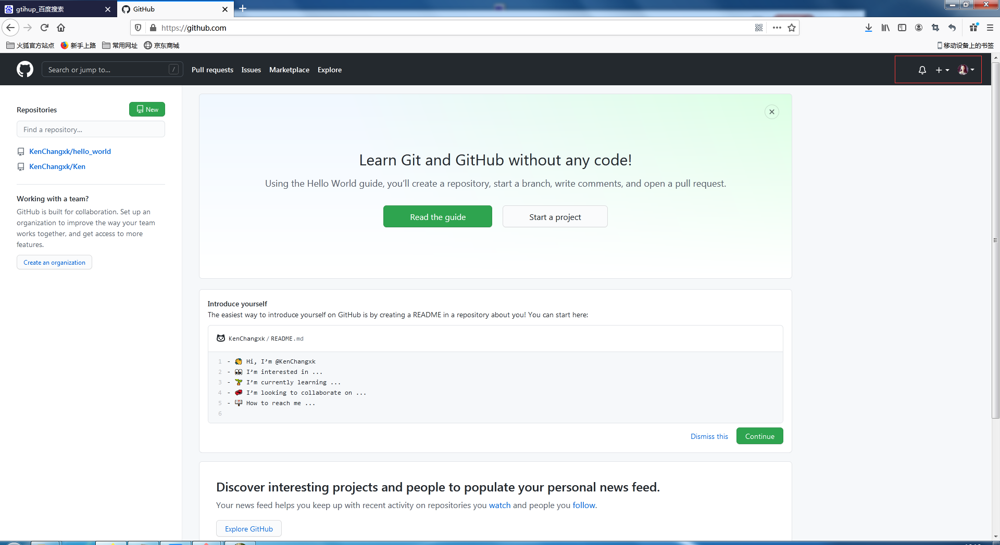 gtihup_百度搜索
GitHub
https://github.com
火狐官方站点
新手上路
常用网址
京东商城
移动设备上的书签
Search or jump to...
/
Pull requests
Issues
Marketplace
Explore
Repositories
New
Find a repository...
KenChangxk/hello_world
KenChangxk/Ken
Working with a team?
GitHub is built for collaboration. Set up an
organization to improve the way your team
works together, and get access to more
features.
Create an organization
Learn Git and GitHub without any code!
Using the Hello World guide, you’ll create a repository, start a branch, write comments, and open a pull request.
Read the guide
Start a project
Introduce yourself
The easiest way to introduce yourself on GitHub is by creating a README in a repository about you! You can start here:
KenChangxk / README.md
1 - 👋 Hi, I’m @KenChangxk
2 - 👀 I’m interested in ...
3 - 🌱 I’m currently learning ...
4 - 💞️ I’m looking to collaborate on ...
5 - 📫 How to reach me ...
6
Dismiss this
Continue
Discover interesting projects and people to populate your personal news feed.
Your news feed helps you keep up with recent activity on repositories you watch and people you follow.
Explore GitHub